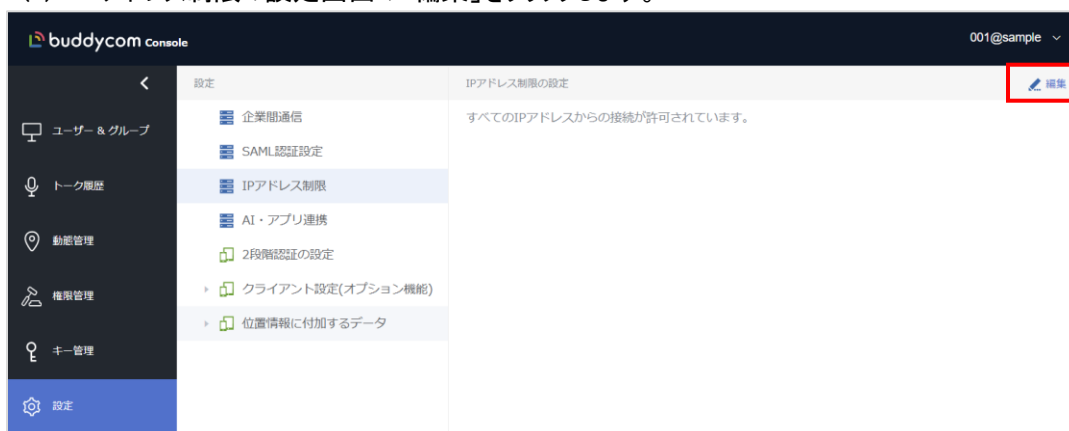 buddycom Console
001@sample
設定
IPアドレス制限の設定
編集
ユーザー & グループ
トーク履歴
動態管理
権限管理
キー管理
設定
企業間通信
SAML認証設定
IPアドレス制限
AI・アプリ連携
2段階認証の設定
クライアント設定(オプション機能)
位置情報に付加するデータ
すべてのIPアドレスからの接続が許可されています。